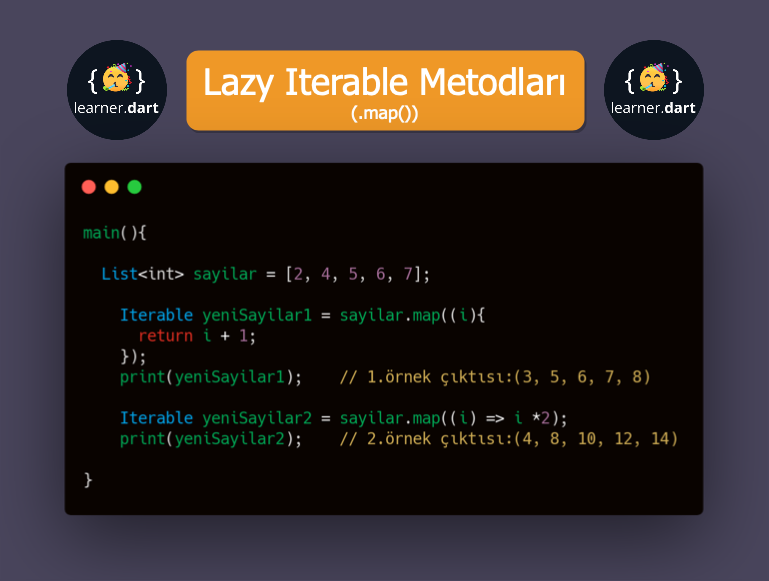 {🥳}
learner.dart
Lazy Iterable Metodları
(.map())
{🥳}
learner.dart
main(){
List<int> sayilar = [2, 4, 5, 6, 7];
Iterable yeniSayilar1 = sayilar.map((i){
return i + 1;
});
print(yeniSayilar1); // 1.örnek çıktısı:(3, 5, 6, 7, 8)
Iterable yeniSayilar2 = sayilar.map((i) => i *2);
print(yeniSayilar2); // 2.örnek çıktısı:(4, 8, 10, 12, 14)
}